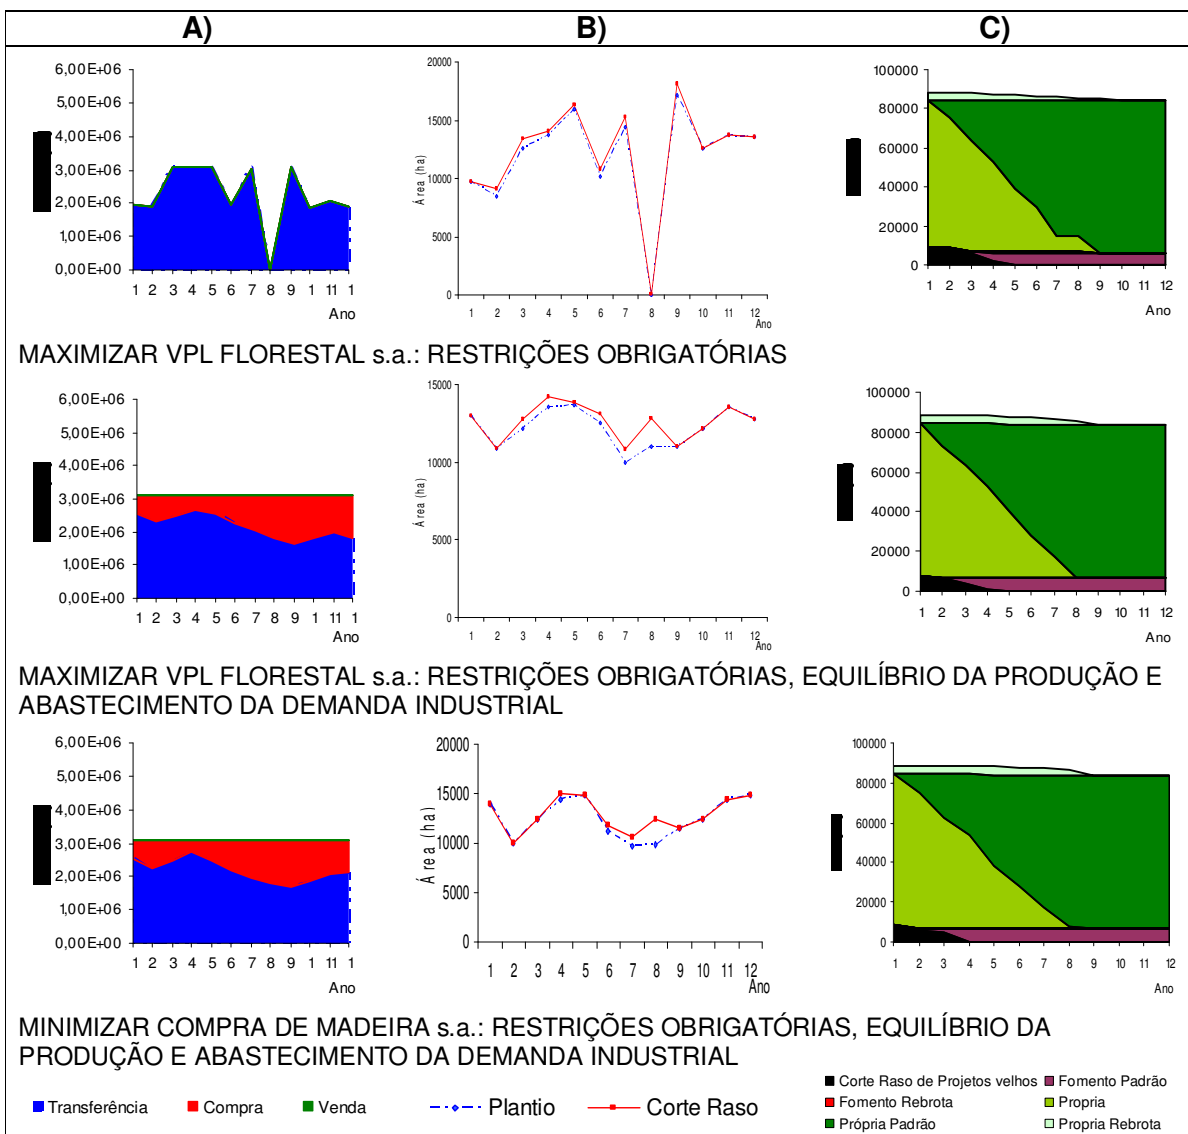 A) B) C)
6,00E+06
5,00E+06
4,00E+06
3,00E+06
2,00E+06
1,00E+06
0,00E+00
1 2 3 4 5 6 7 8 9 1 11 1
Ano
20000
15000
10000
5000
0
Área (ha)
1 2 3 4 5 6 7 8 9 10 11 12
Ano
100000
80000
60000
40000
20000
0
1 2 3 4 5 6 7 8 9 10 11 12
Ano
MAXIMIZAR VPL FLORESTAL s.a.: RESTRIÇÕES OBRIGATÓRIAS
6,00E+06
5,00E+06
4,00E+06
3,00E+06
2,00E+06
1,00E+06
0,00E+00
1 2 3 4 5 6 7 8 9 1 11 1
Ano
15000
10000
5000
0
Área (ha)
1 2 3 4 5 6 7 8 9 10 11 12
Ano
100000
80000
60000
40000
20000
0
1 2 3 4 5 6 7 8 9 10 11 12
Ano
MAXIMIZAR VPL FLORESTAL s.a.: RESTRIÇÕES OBRIGATÓRIAS, EQUILÍBRIO DA PRODUÇÃO E
ABASTECIMENTO DA DEMANDA INDUSTRIAL
6,00E+06
5,00E+06
4,00E+06
3,00E+06
2,00E+06
1,00E+06
0,00E+00
1 2 3 4 5 6 7 8 9 1 11 1
Ano
20000
15000
10000
5000
0
Área (ha)
1 2 3 4 5 6 7 8 9 10 11 12
Ano
100000
80000
60000
40000
20000
0
1 2 3 4 5 6 7 8 9 10 11 12
Ano
MINIMIZAR COMPRA DE MADEIRA s.a.: RESTRIÇÕES OBRIGATÓRIAS, EQUILÍBRIO DA
PRODUÇÃO E ABASTECIMENTO DA DEMANDA INDUSTRIAL
Transferência Compra Venda
Plantio Corte Raso
Corte Raso de Projetos velhos Fomento Padrão
Fomento Rebrota Propria
Própria Padrão Propria Rebrota